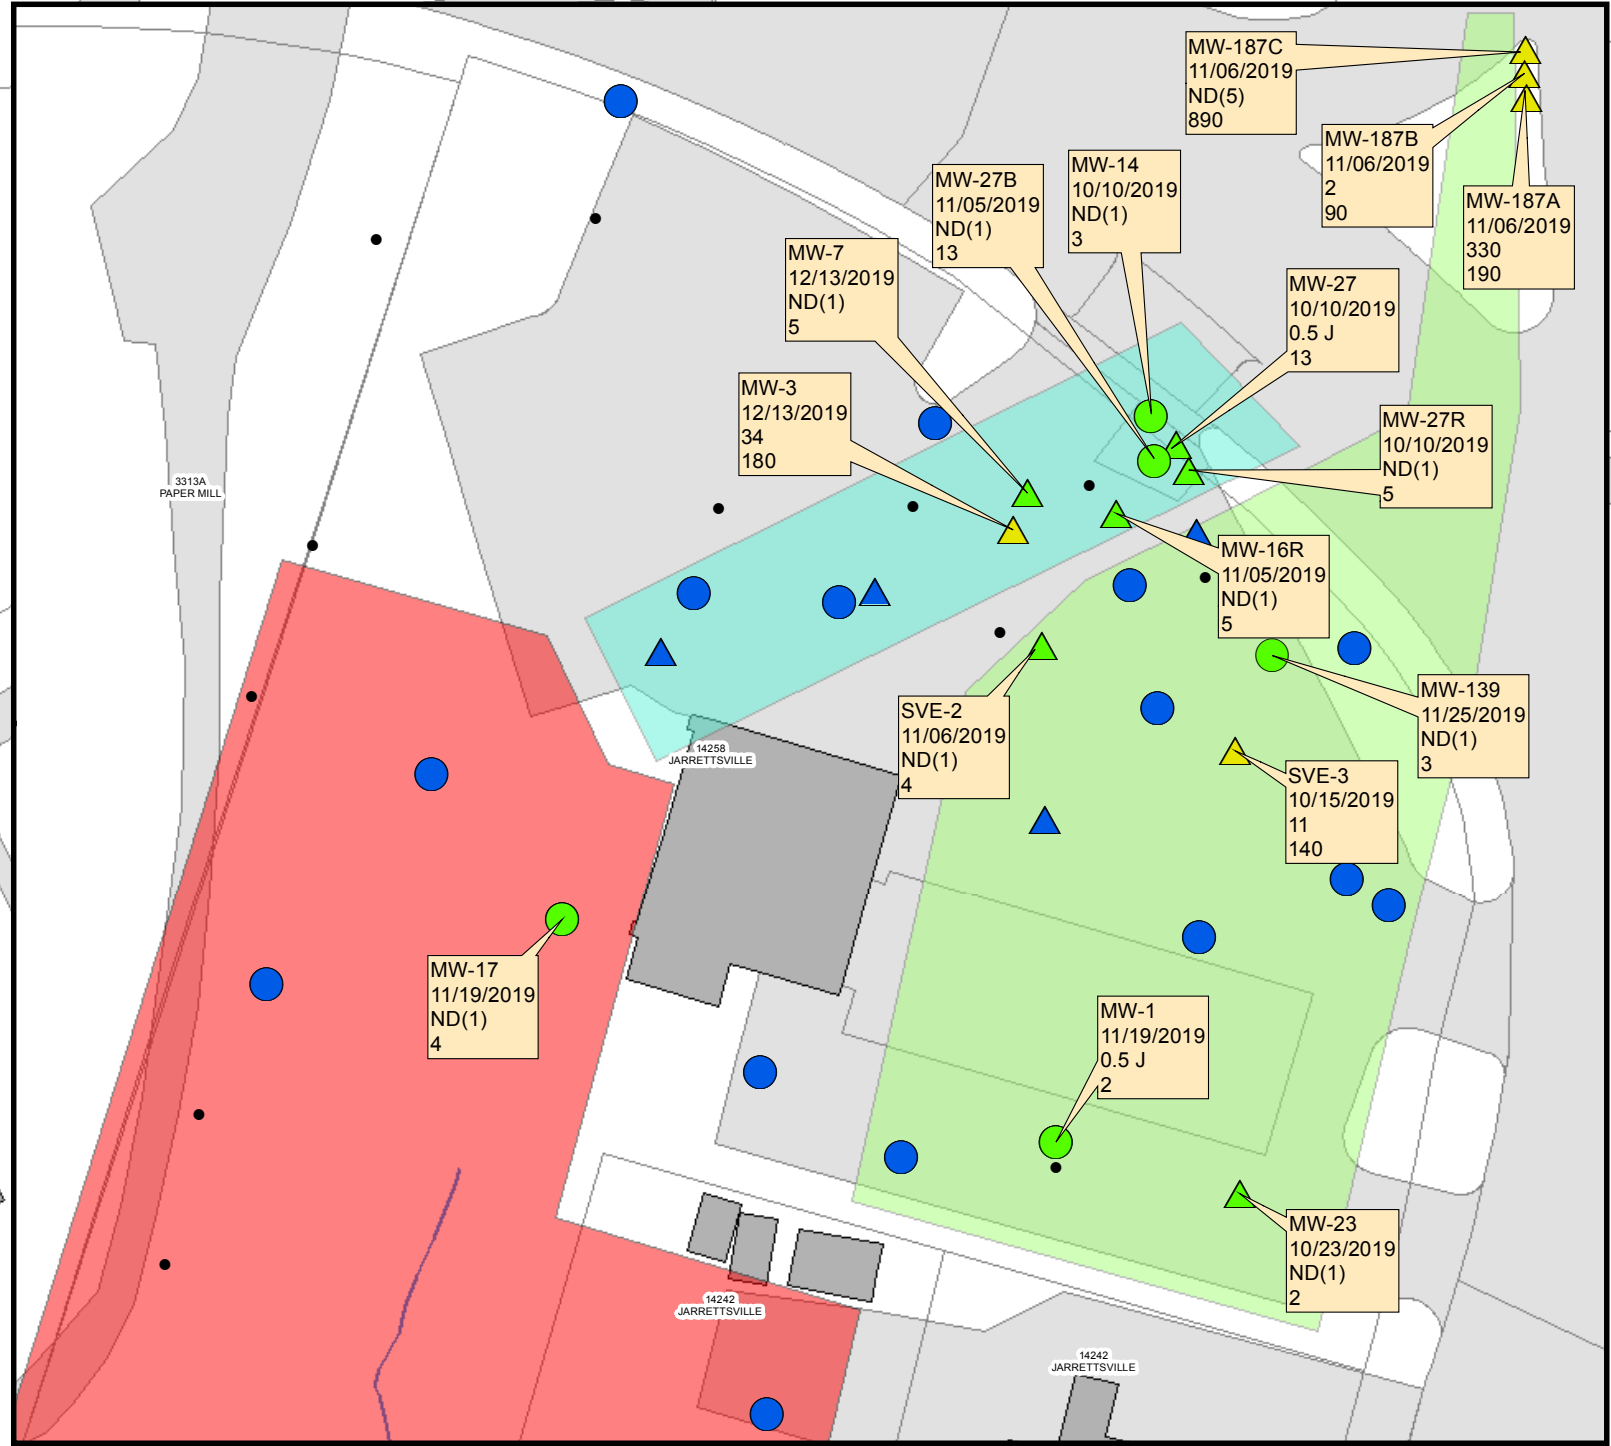 MW-187C
11/06/2019
ND(5)
890
MW-187B
11/06/2019
2
90
MW-187A
11/06/2019
330
190
MW-14
10/10/2019
ND(1)
3
MW-27B
11/05/2019
ND(1)
13
MW-7
12/13/2019
ND(1)
5
MW-27
10/10/2019
0.5 J
13
MW-3
12/13/2019
34
180
MW-27R
10/10/2019
ND(1)
5
3313A
PAPER MILL
MW-16R
11/05/2019
ND(1)
5
MW-139
11/25/2019
ND(1)
3
SVE-2
11/06/2019
ND(1)
4
14258
JARRETTSVILLE
SVE-3
10/15/2019
11
140
MW-17
11/19/2019
ND(1)
4
MW-1
11/19/2019
0.5 J
2
MW-23
10/23/2019
ND(1)
2
14242
JARRETTSVILLE
14242
JARRETTSVILLE